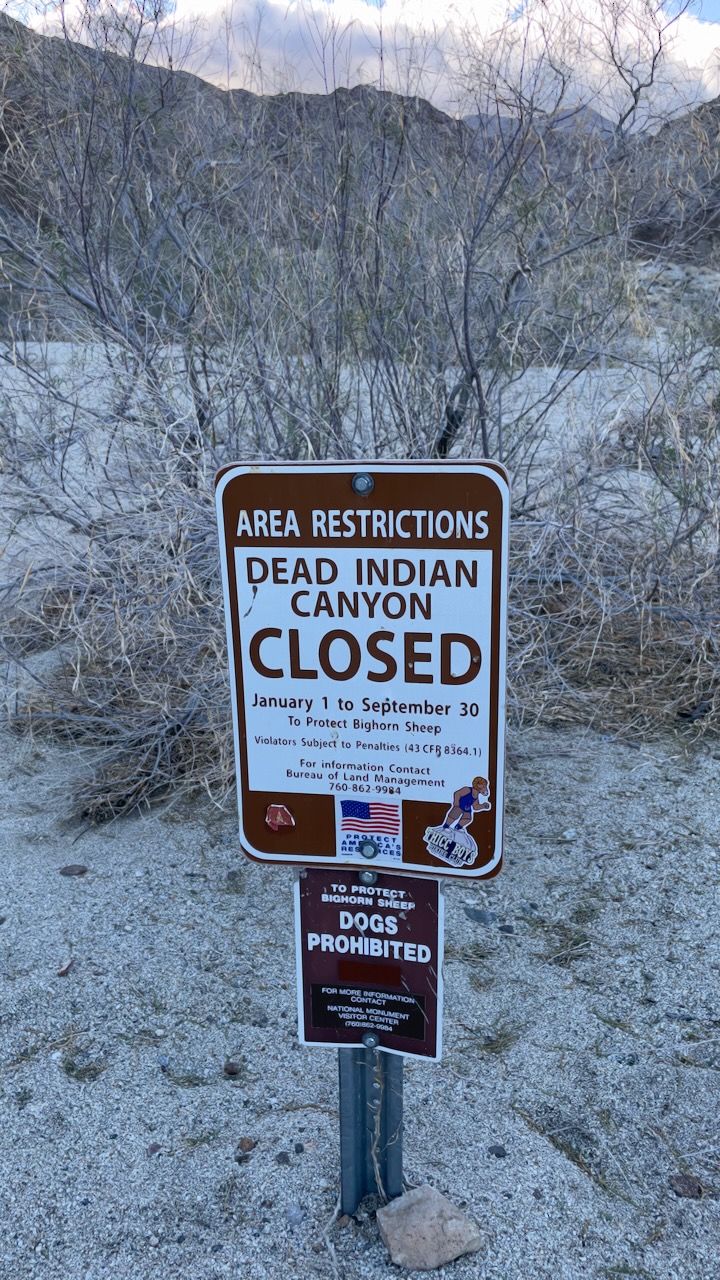 AREA RESTRICTIONS
DEAD INDIAN
CANYON
CLOSED
January 1 to September 30
To Protect Bighorn Sheep
Violators Subject to Penalties (43 CFR 8364.1)
For information Contact
Bureau of Land Management
760-862-9984
PROTECT
AMERICA'S
RESOURCES
THICC BOYS
TO PROTECT
BIGHORN SHEEP
DOGS
PROHIBITED
FOR MORE INFORMATION
CONTACT
NATIONAL MONUMENT
VISITOR CENTER
(760)862-9984